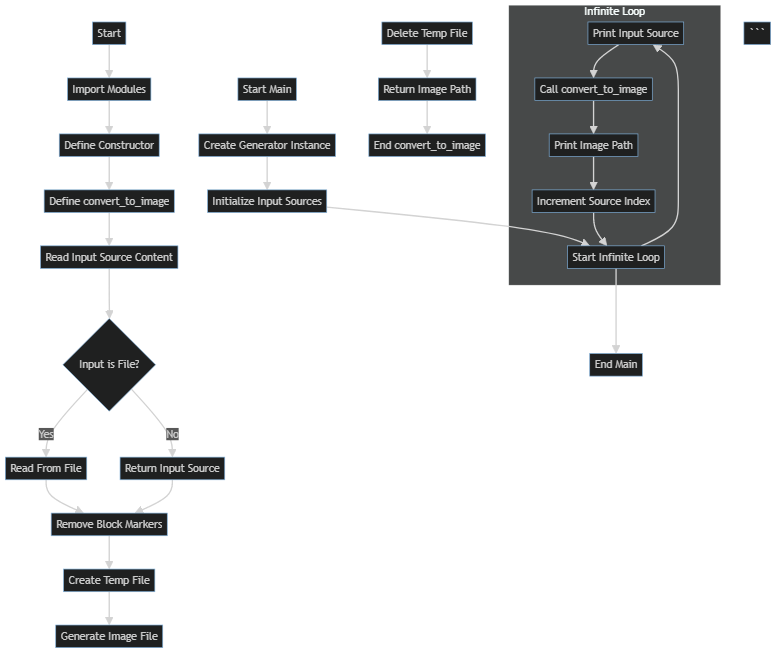 Start
Import Modules
Define Constructor
Define convert_to_image
Read Input Source Content
Input is File?
Yes
No
Read From File
Return Input Source
Remove Block Markers
Create Temp File
Generate Image File
Start Main
Create Generator Instance
Initialize Input Sources
Delete Temp File
Return Image Path
End convert_to_image
Infinite Loop
Print Input Source
Call convert_to_image
Print Image Path
Increment Source Index
Start Infinite Loop
End Main
```